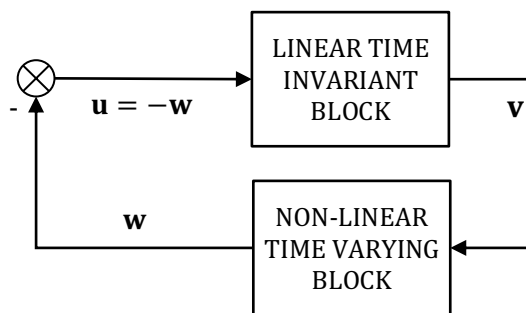 LINEAR TIME
INVARIANT
BLOCK
-
𝐮 = −𝐰
𝐯
𝐰
NON-LINEAR
TIME VARYING
BLOCK